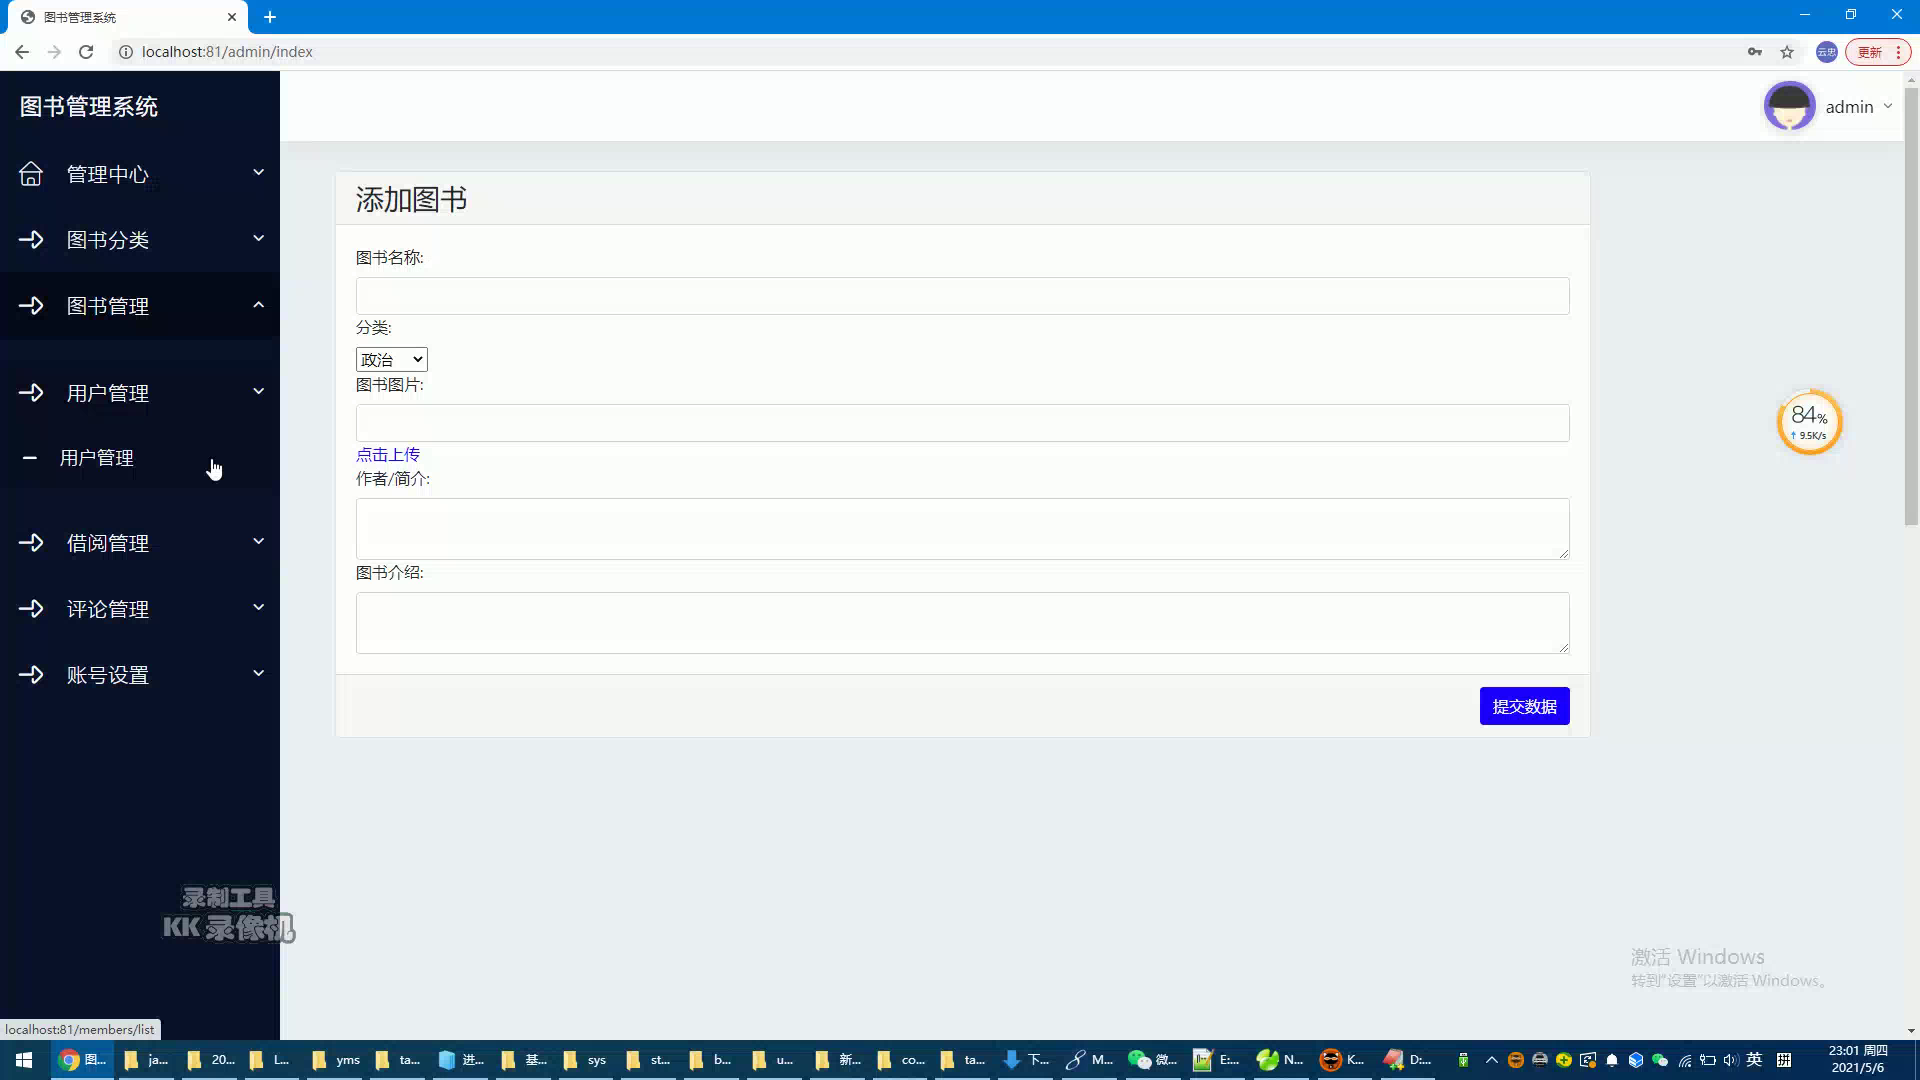 图书管理系统
localhost:81/admin/index
云忠
更新
图书管理系统
admin
管理中心
图书分类
图书管理
用户管理
用户管理
借阅管理
评论管理
账号设置
添加图书
图书名称:
分类:
政治
图书图片:
点击上传
作者/简介:
图书介绍:
提交数据
84%
↑ 9.5K/s
录制工具
KK 录像机
激活 Windows
转到"设置"以激活 Windows。
localhost:81/members/list
图...
ja...
20...
L...
yms
ta...
进...
基...
sys
st...
b...
u...
新...
co...
ta...
下...
M...
微...
E:...
N...
K...
D:...
英
拼
23:01 周四
2021/5/6